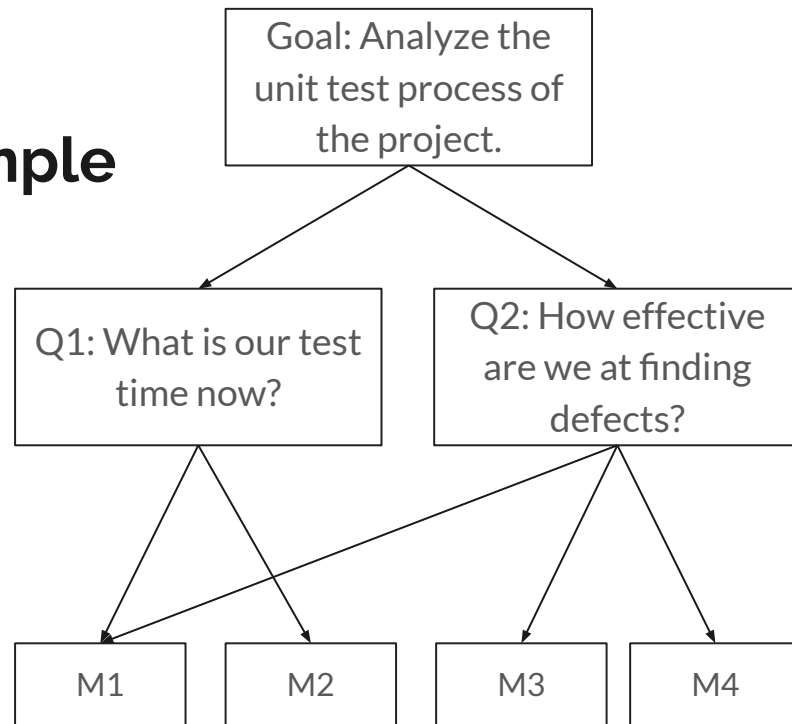 Goal: Analyze the
unit test process of
the project.
Q1: What is our test
time now?
Q2: How effective
are we at finding
defects?
M1
M2
M3
M4